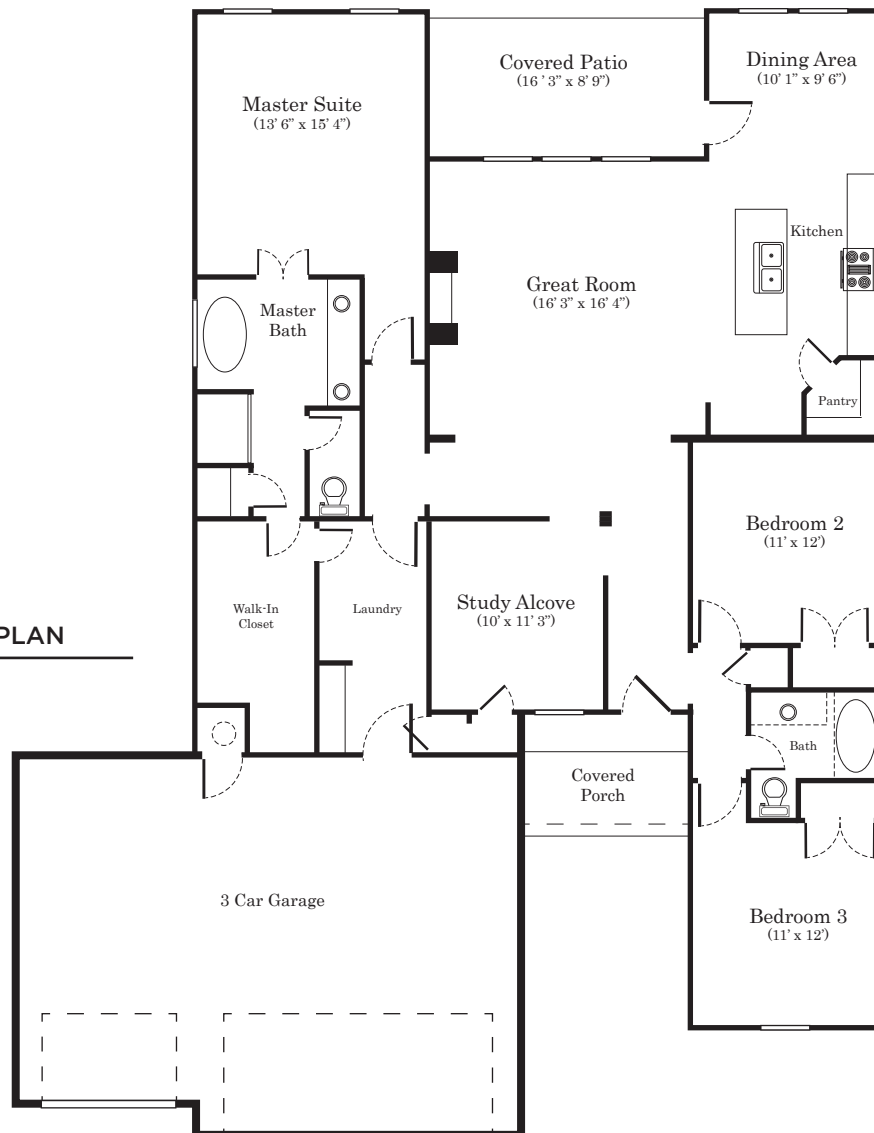 Covered Patio
(16' 3" x 8' 9")
Dining Area
(10' 1" x 9' 6")
Master Suite
(13' 6" x 15' 4")
Kitchen
Great Room
(16' 3" x 16' 4")
Master
Bath
Pantry
Bedroom 2
(11' x 12')
Walk-In
Closet
Laundry
Study Alcove
(10' x 11' 3")
PLAN
Bath
Covered
Porch
3 Car Garage
Bedroom 3
(11' x 12')